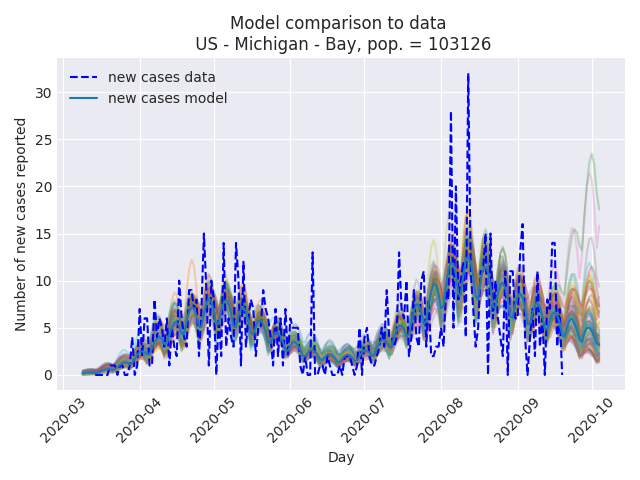 Model comparison to data
US - Michigan - Bay, pop. = 103126
new cases data
new cases model
Number of new cases reported
30
25
20
15
10
5
0
2020-03
2020-04
2020-05
2020-06
2020-07
2020-08
2020-09
2020-10
Day